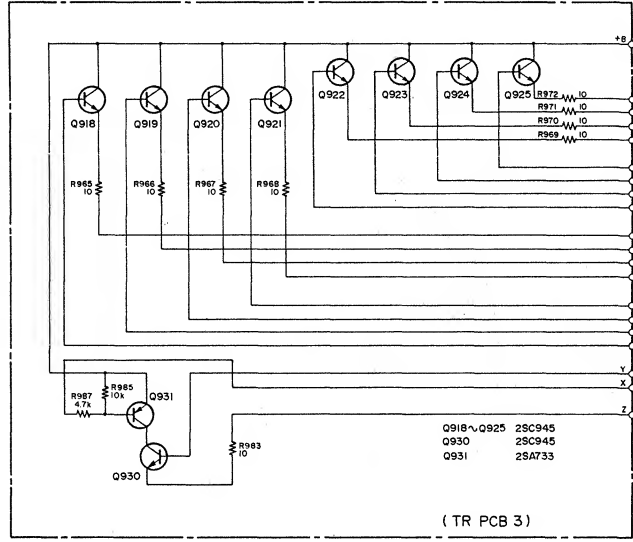 +B
Q918
Q919
Q920
Q921
Q922
Q923
Q924
Q925
R972 10
R971 10
R970 10
R969 10
R965
10
R966
10
R967
10
R968
10
Y
X
Z
R987
4.7k
R985
10k
Q931
Q930
R983
10
Q918~Q925 2SC945
Q930 2SC945
Q931 2SA733
( TR PCB 3 )